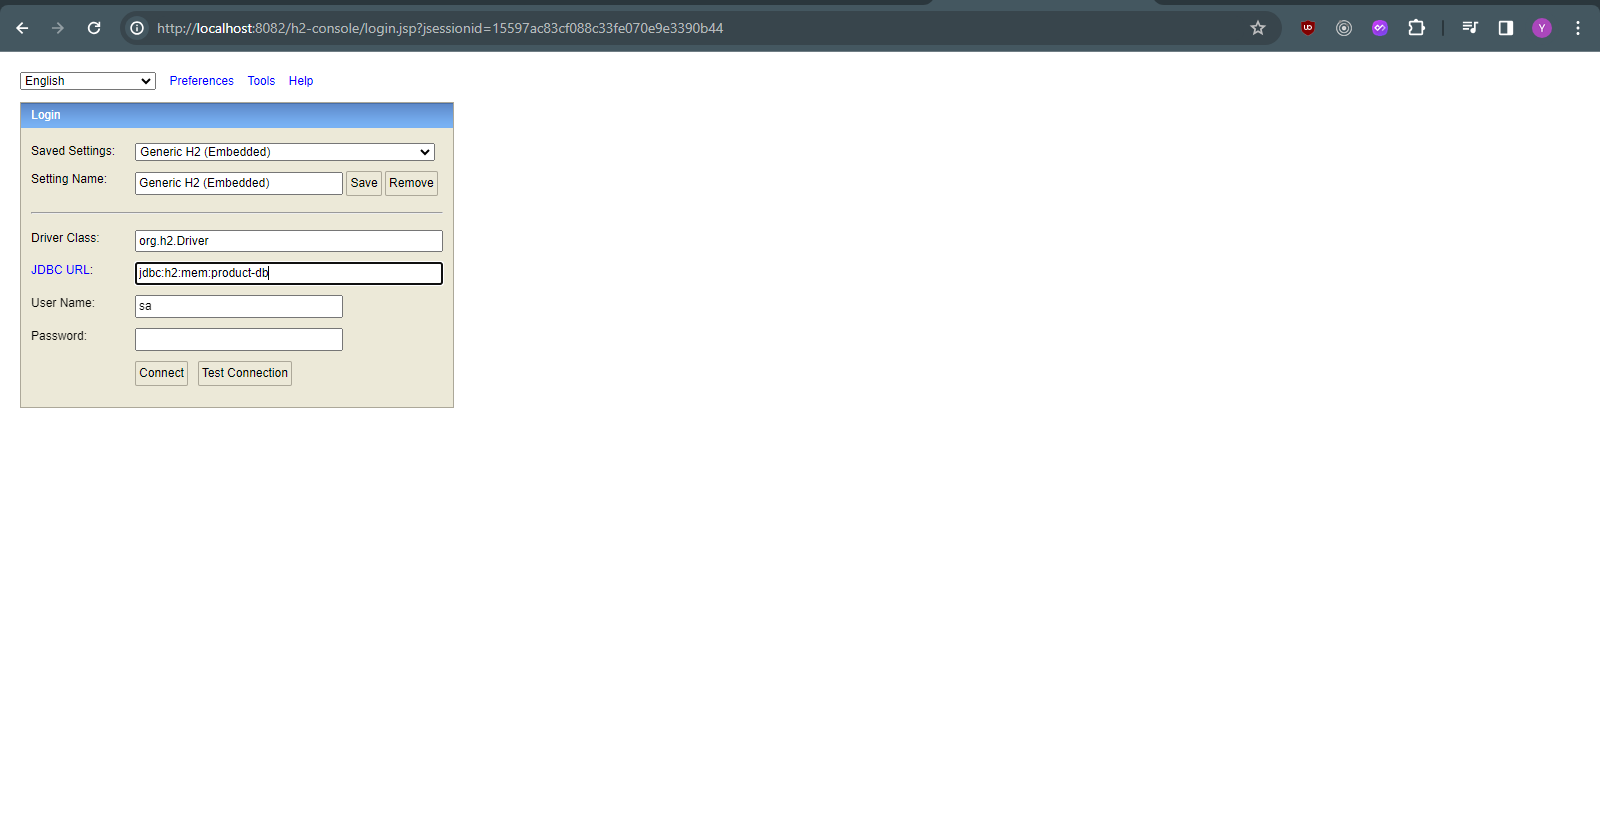 http://localhost:8082/h2-console/login.jsp?jsessionid=15597ac83cf088c33fe070e9e3390b44
UD
Y
English Preferences Tools Help
Login
Saved Settings: Generic H2 (Embedded)
Setting Name: Generic H2 (Embedded) Save Remove
Driver Class: org.h2.Driver
JDBC URL: jdbc:h2:mem:product-db
User Name: sa
Password:
Connect Test Connection